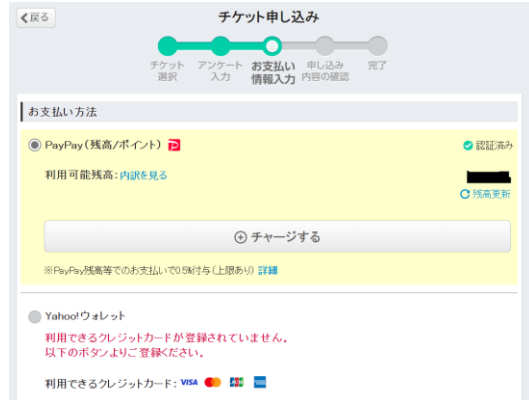 戻る
チケット申し込み
チケット
選択
アンケート
入力
お支払い
情報入力
申し込み
内容の確認
完了
お支払い方法
PayPay(残高/ポイント)
認証済み
利用可能残高:内訳を見る
残高更新
チャージする
※PayPay残高等でのお支払いで0.5%付与(上限あり) 詳細
Yahoo!ウォレット
利用できるクレジットカードが登録されていません。
以下のボタンよりご登録ください。
利用できるクレジットカード: VISA JCB